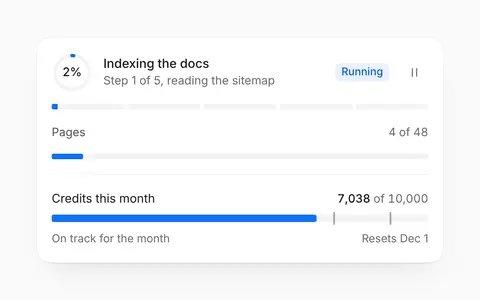 2%
Indexing the docs
Step 1 of 5, reading the sitemap
Running
Pages
4 of 48
Credits this month
7,038 of 10,000
On track for the month
Resets Dec 1